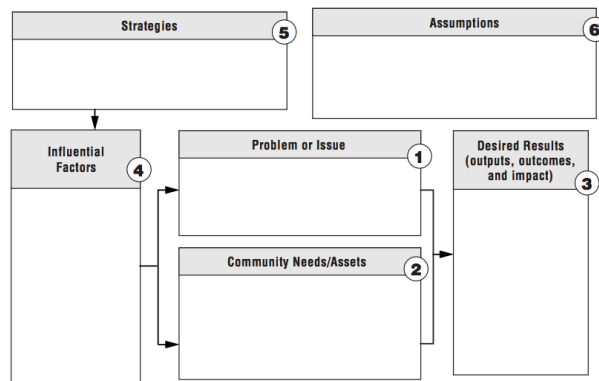 Strategies
5
Assumptions
6
Influential
Factors
4
Problem or Issue
1
Community Needs/Assets
2
Desired Results
(outputs, outcomes,
and impact)
3